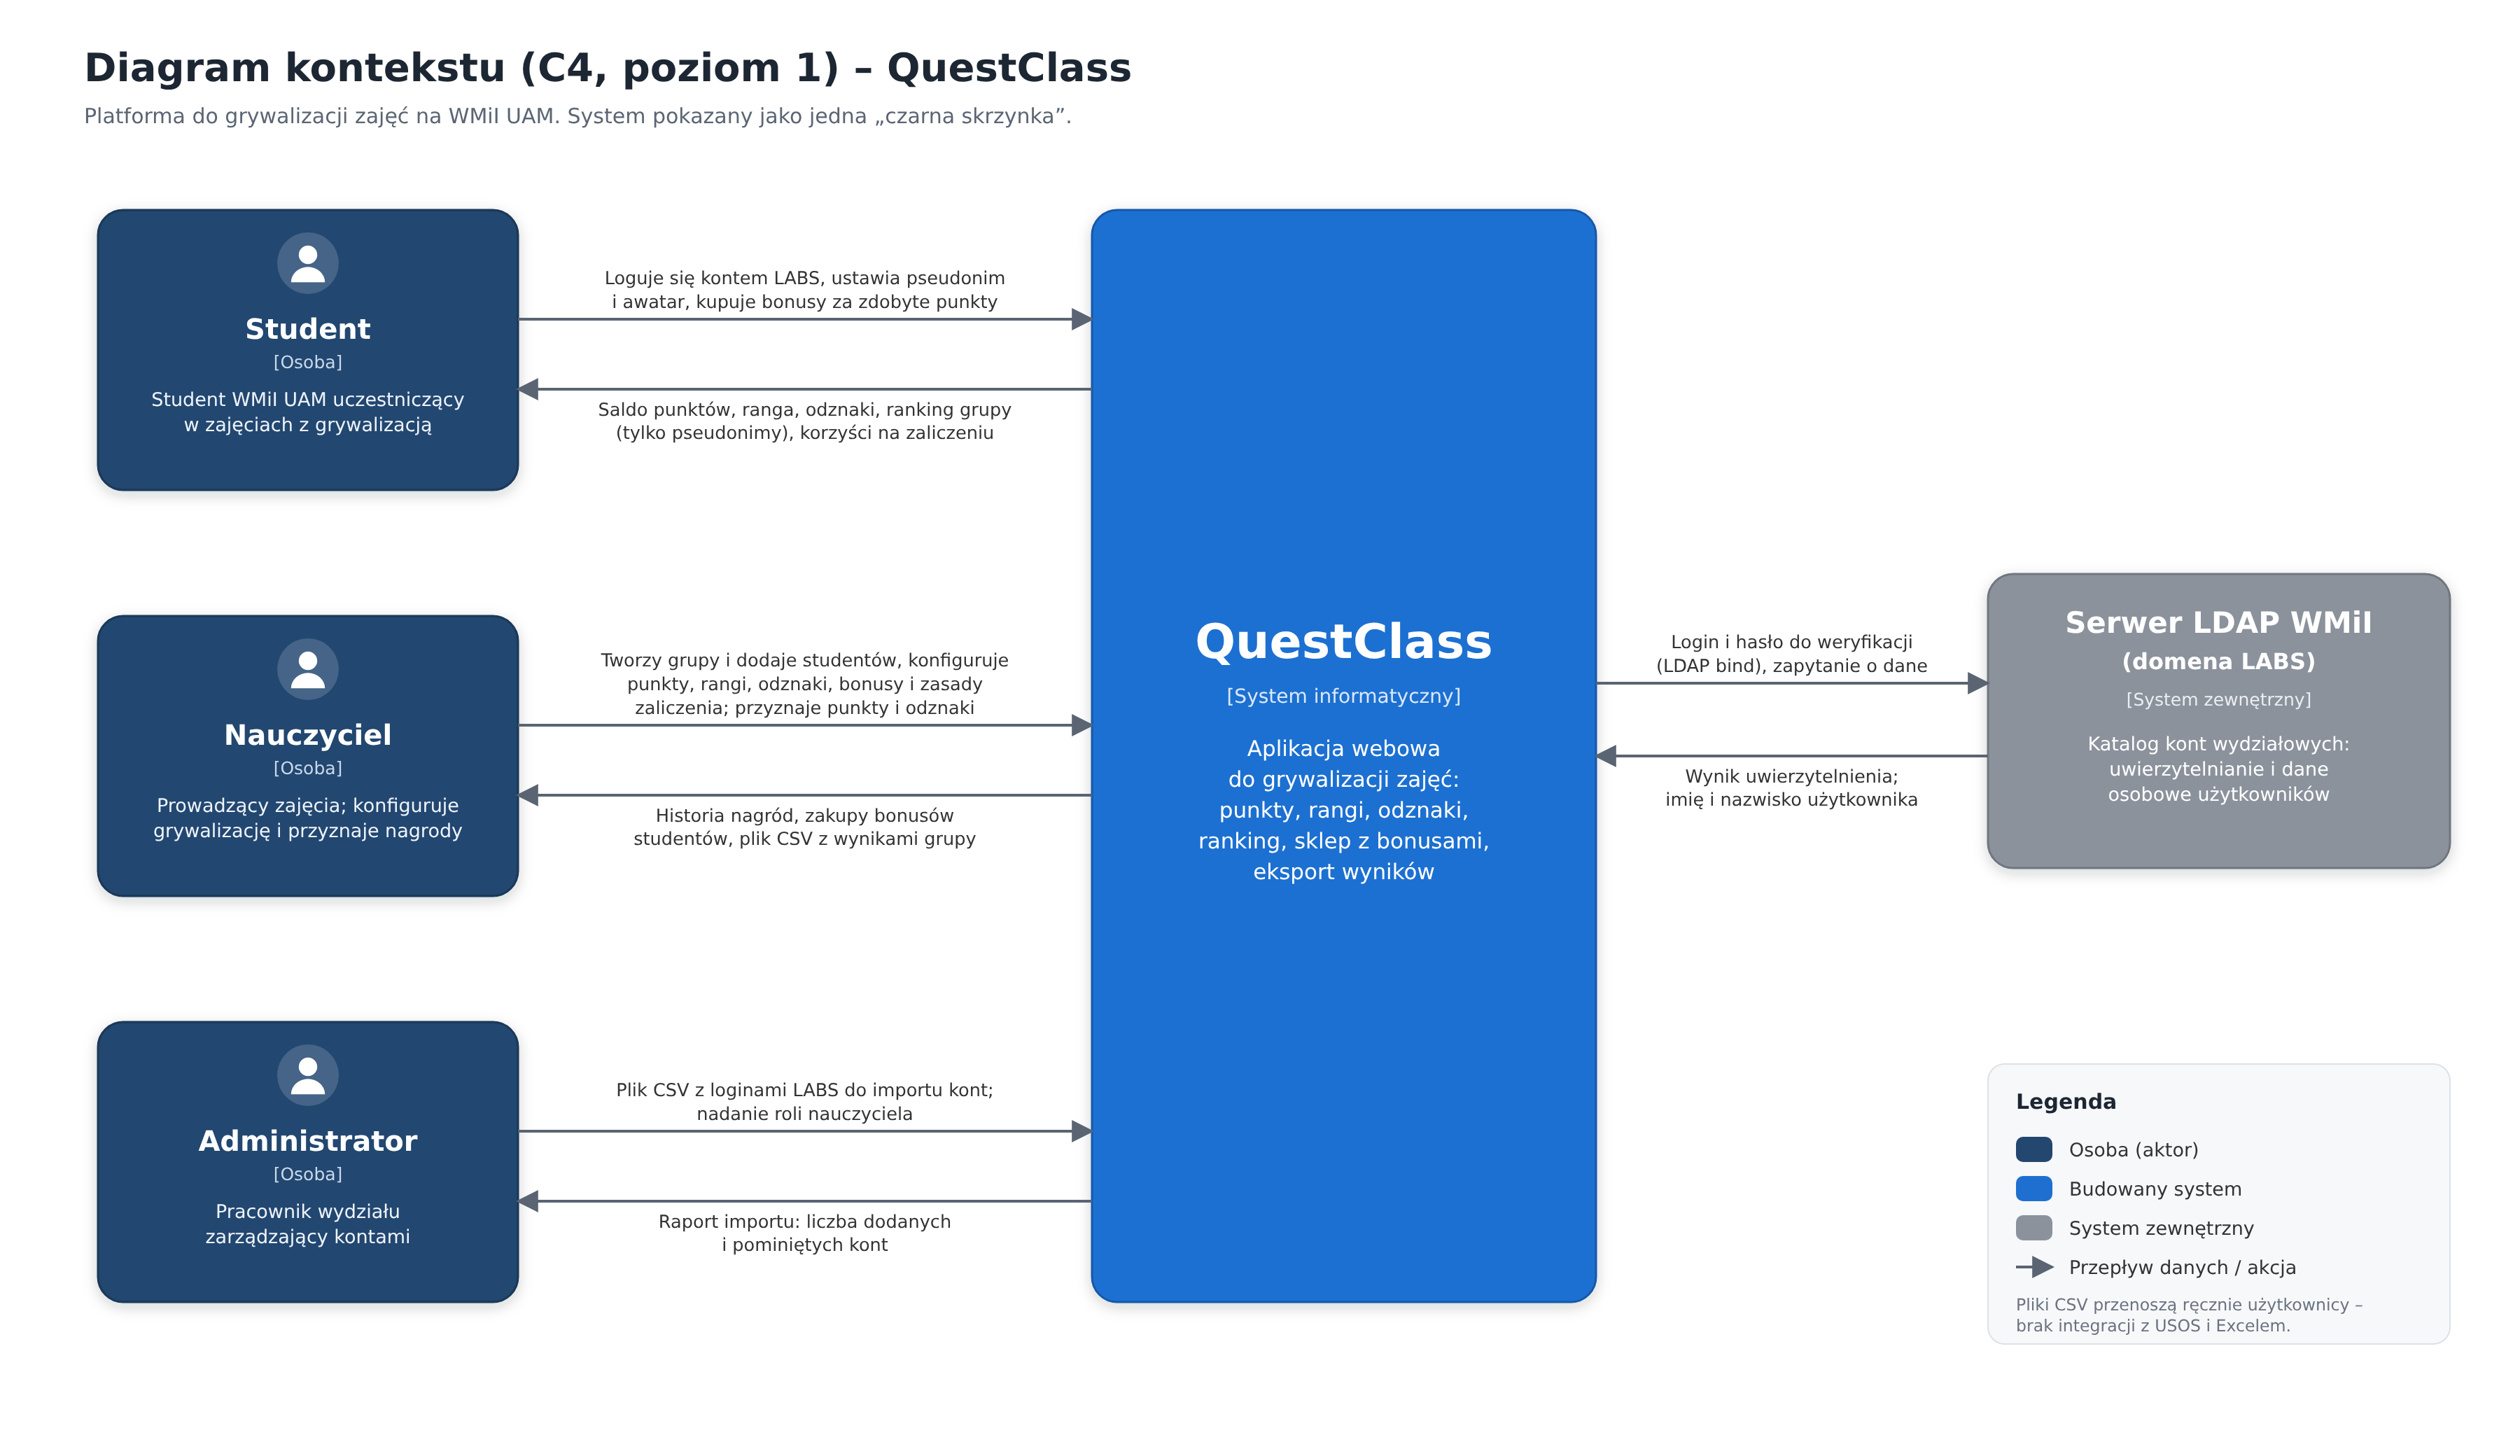 Diagram kontekstu (C4, poziom 1) – QuestClass
Platforma do grywalizacji zajęć na WMiI UAM. System pokazany jako jedna „czarna skrzynka”.
Student
[Osoba]
Student WMiI UAM uczestniczący
w zajęciach z grywalizacją
Loguje się kontem LABS, ustawia pseudonim
i awatar, kupuje bonusy za zdobyte punkty
Saldo punktów, ranga, odznaki, ranking grupy
(tylko pseudonimy), korzyści na zaliczeniu
Nauczyciel
[Osoba]
Prowadzący zajęcia; konfiguruje
grywalizację i przyznaje nagrody
Tworzy grupy i dodaje studentów, konfiguruje
punkty, rangi, odznaki, bonusy i zasady
zaliczenia; przyznaje punkty i odznaki
Historia nagród, zakupy bonusów
studentów, plik CSV z wynikami grupy
Administrator
[Osoba]
Pracownik wydziału
zarządzający kontami
Plik CSV z loginami LABS do importu kont;
nadanie roli nauczyciela
Raport importu: liczba dodanych
i pominiętych kont
QuestClass
[System informatyczny]
Aplikacja webowa
do grywalizacji zajęć:
punkty, rangi, odznaki,
ranking, sklep z bonusami,
eksport wyników
Login i hasło do weryfikacji
(LDAP bind), zapytanie o dane
Wynik uwierzytelnienia;
imię i nazwisko użytkownika
Serwer LDAP WMiI
(domena LABS)
[System zewnętrzny]
Katalog kont wydziałowych:
uwierzytelnianie i dane
osobowe użytkowników
Legenda
Osoba (aktor)
Budowany system
System zewnętrzny
Przepływ danych / akcja
Pliki CSV przenoszą ręcznie użytkownicy –
brak integracji z USOS i Excelem.